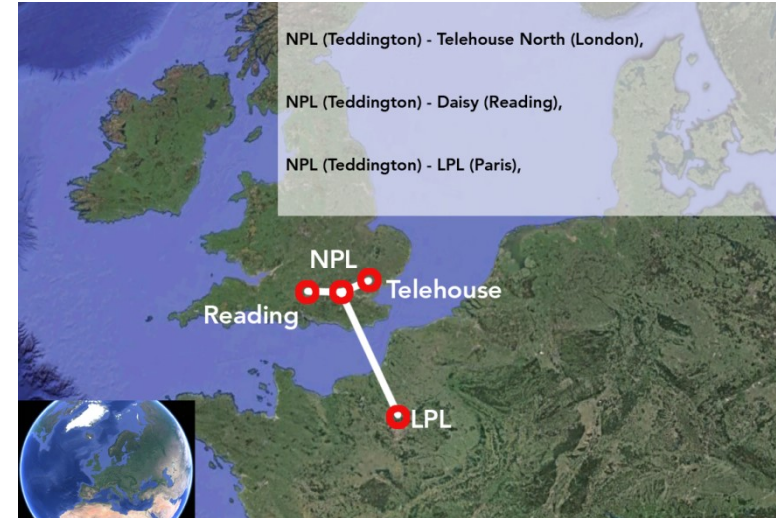 NPL (Teddington) - Telehouse North (London),
NPL (Teddington) - Daisy (Reading),
NPL (Teddington) - LPL (Paris),
NPL
Telehouse
Reading
LPL